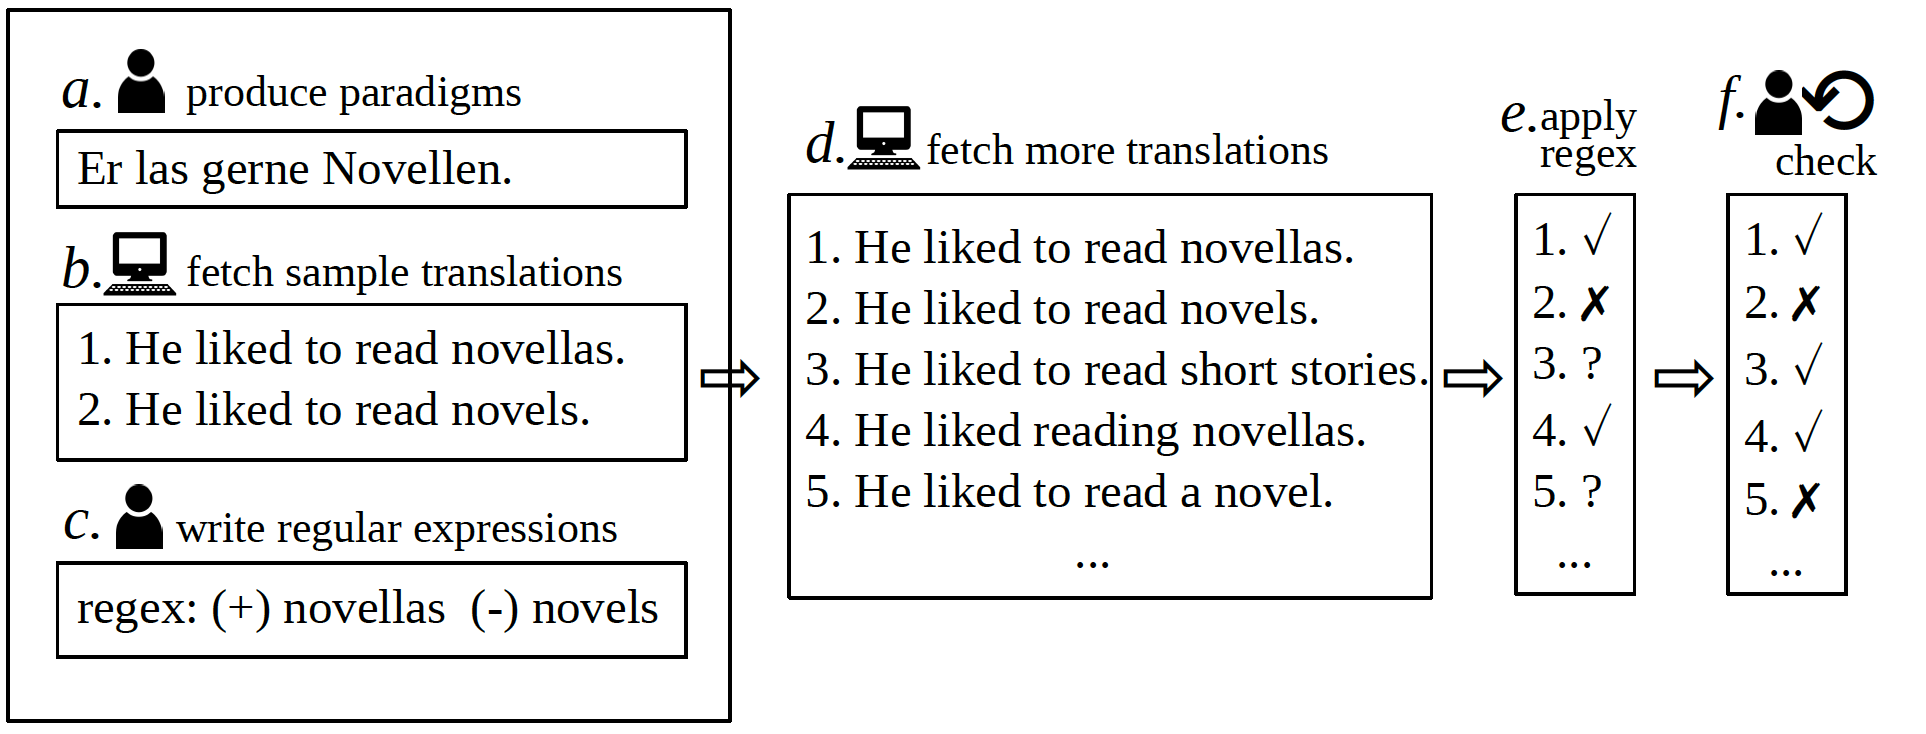 a. produce paradigms
Er las gerne Novellen.
b. fetch sample translations
1. He liked to read novellas.
2. He liked to read novels.
c. write regular expressions
regex: (+) novellas (-) novels
d. fetch more translations
1. He liked to read novellas.
2. He liked to read novels.
3. He liked to read short stories.
4. He liked reading novellas.
5. He liked to read a novel.
...
e. apply
regex
1. √
2. ✗
3. ?
4. √
5. ?
...
f.
check
1. √
2. ✗
3. √
4. √
5. ✗
...